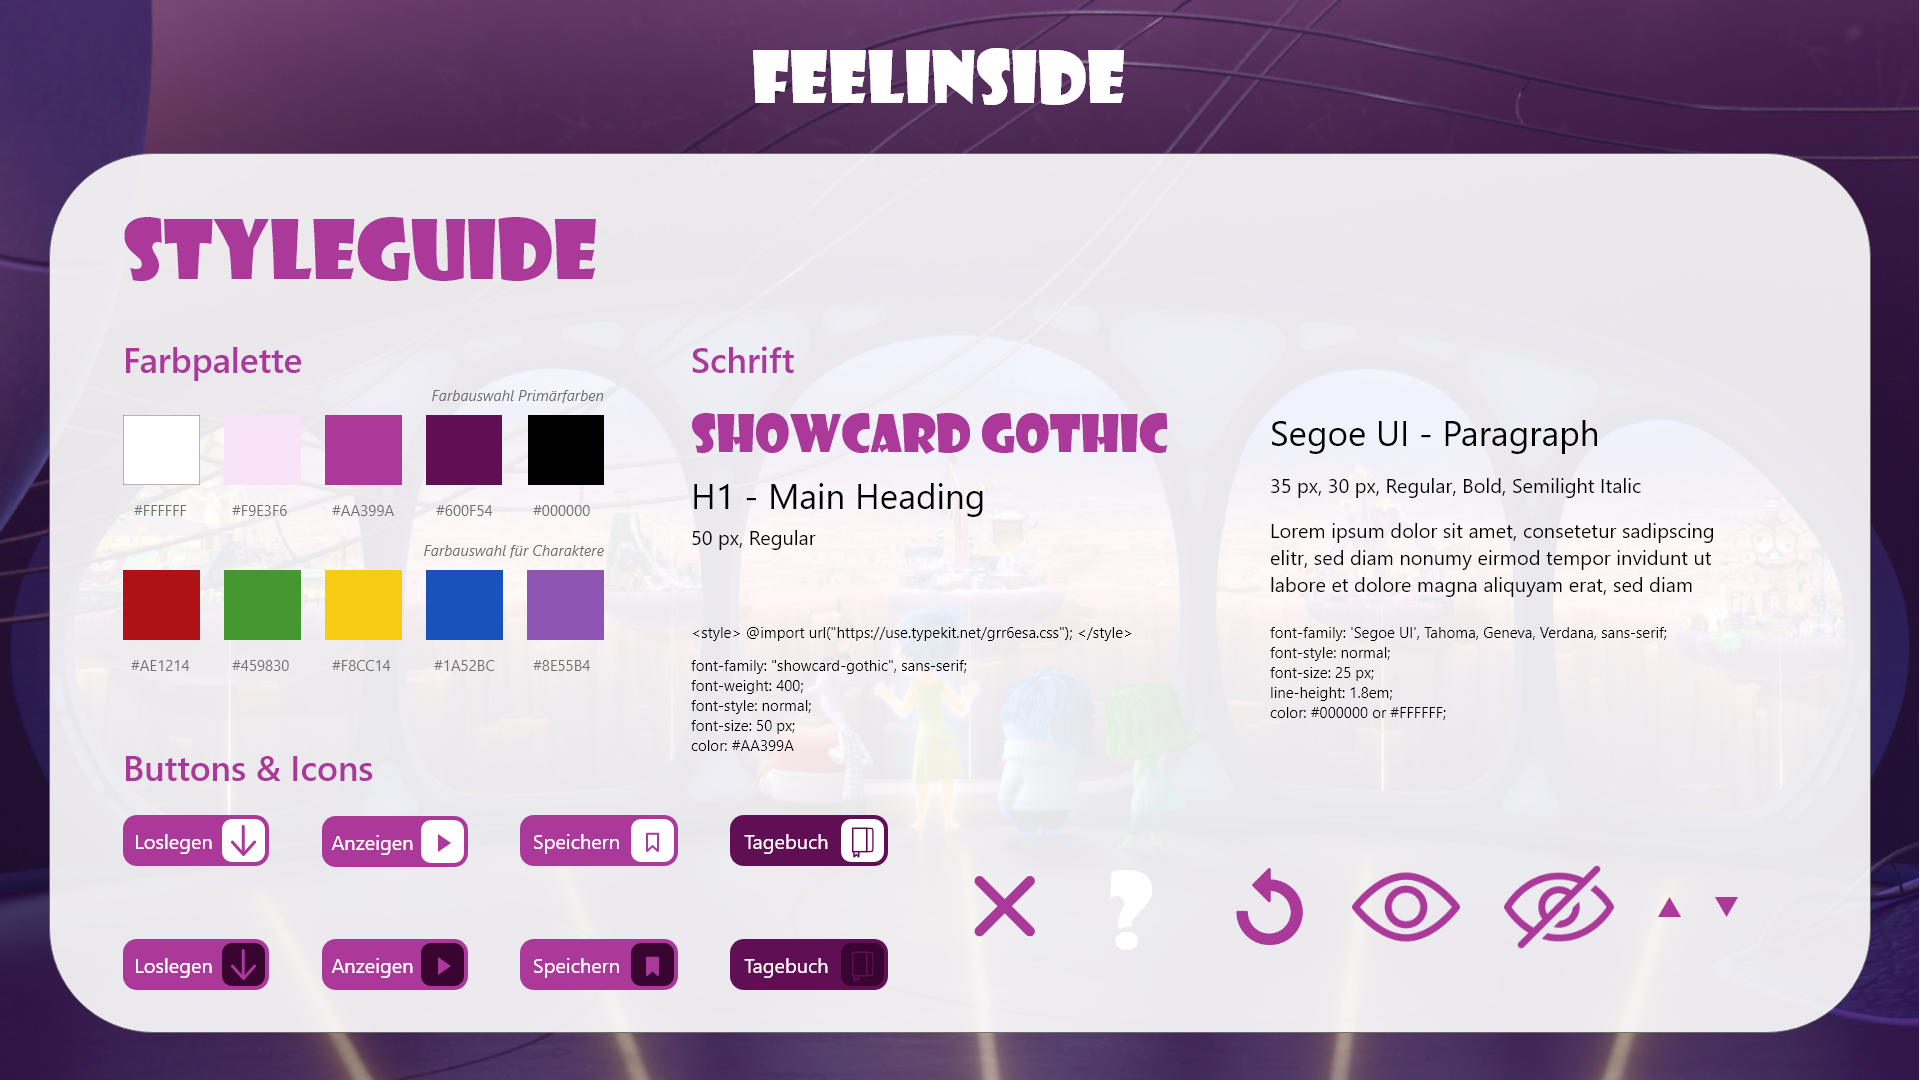 FEELINSIDE
STYLEGUIDE
Farbpalette
Farbauswahl Primärfarben
#FFFFFF #F9E3F6 #AA399A #600F54 #000000
Farbauswahl für Charaktere
#AE1214 #459830 #F8CC14 #1A52BC #8E55B4
Schrift
SHOWCARD GOTHIC
H1 - Main Heading
50 px, Regular
<style> @import url("https://use.typekit.net/grr6esa.css"); </style>
font-family: "showcard-gothic", sans-serif;
font-weight: 400;
font-style: normal;
font-size: 50 px;
color: #AA399A
Segoe UI - Paragraph
35 px, 30 px, Regular, Bold, Semilight Italic
Lorem ipsum dolor sit amet, consetetur sadipscing
elitr, sed diam nonumy eirmod tempor invidunt ut
labore et dolore magna aliquyam erat, sed diam
font-family: 'Segoe UI', Tahoma, Geneva, Verdana, sans-serif;
font-style: normal;
font-size: 25 px;
line-height: 1.8em;
color: #000000 or #FFFFFF;
Buttons & Icons
Loslegen Anzeigen Speichern Tagebuch
?
Loslegen Anzeigen Speichern Tagebuch